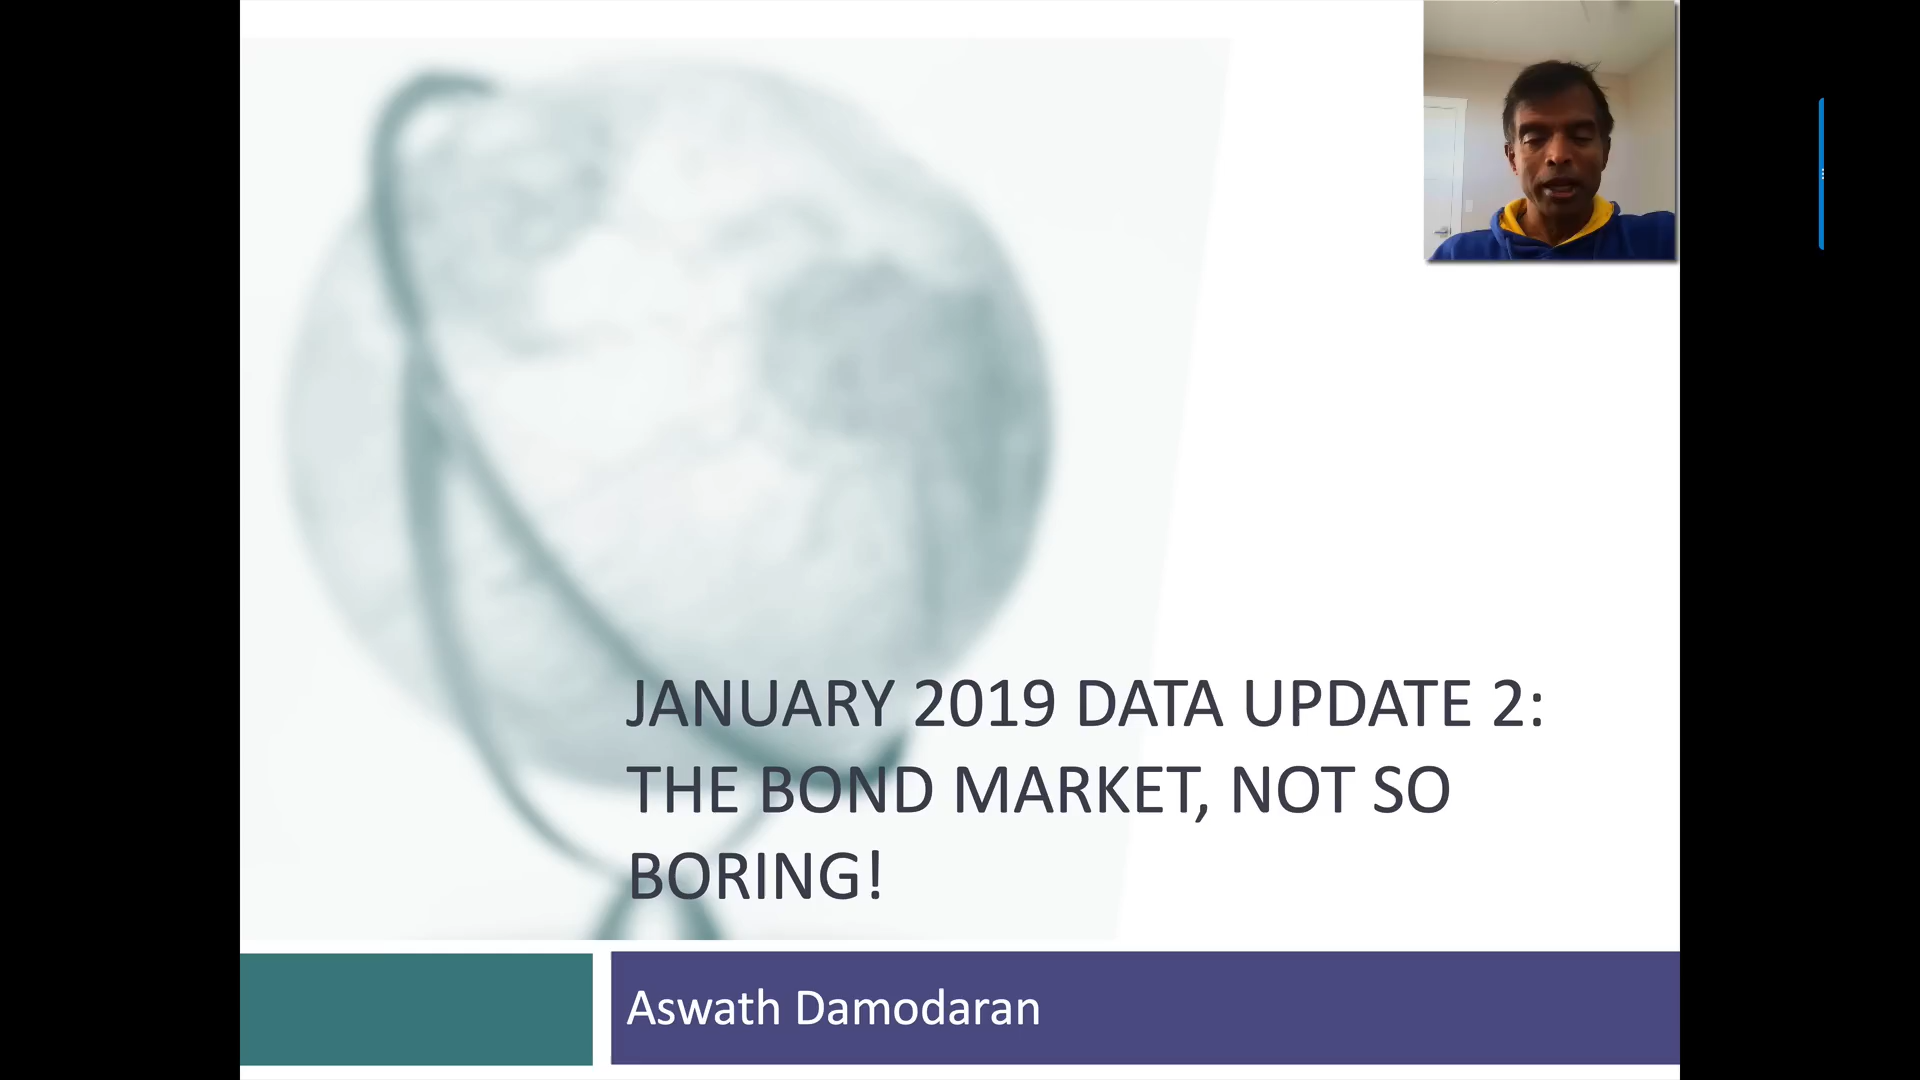 JANUARY 2019 DATA UPDATE 2:
THE BOND MARKET, NOT SO
BORING!
Aswath Damodaran